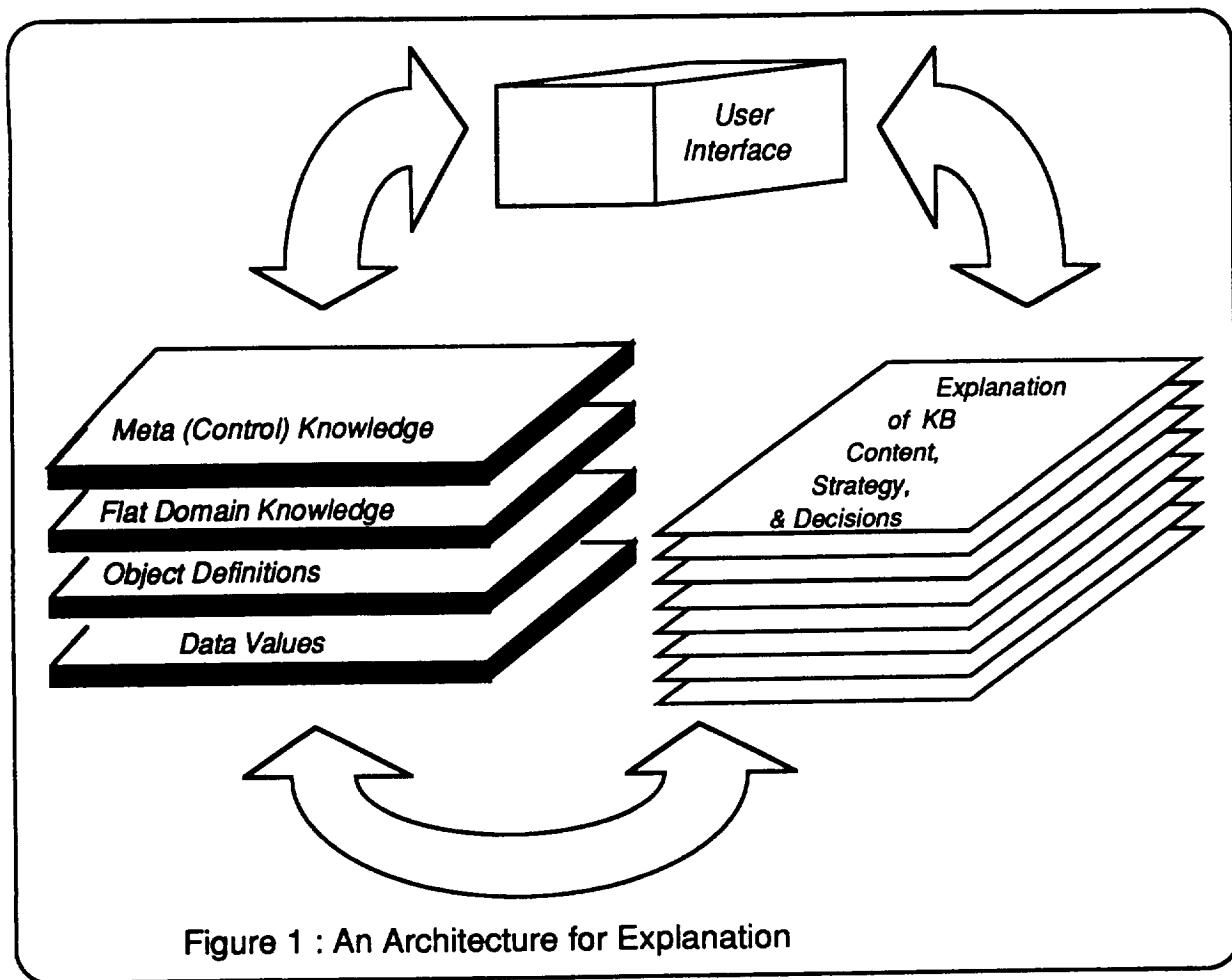 User
Interface
Meta (Control) Knowledge
Flat Domain Knowledge
Object Definitions
Data Values
Explanation
of KB
Content,
Strategy,
& Decisions
Figure 1 : An Architecture for Explanation